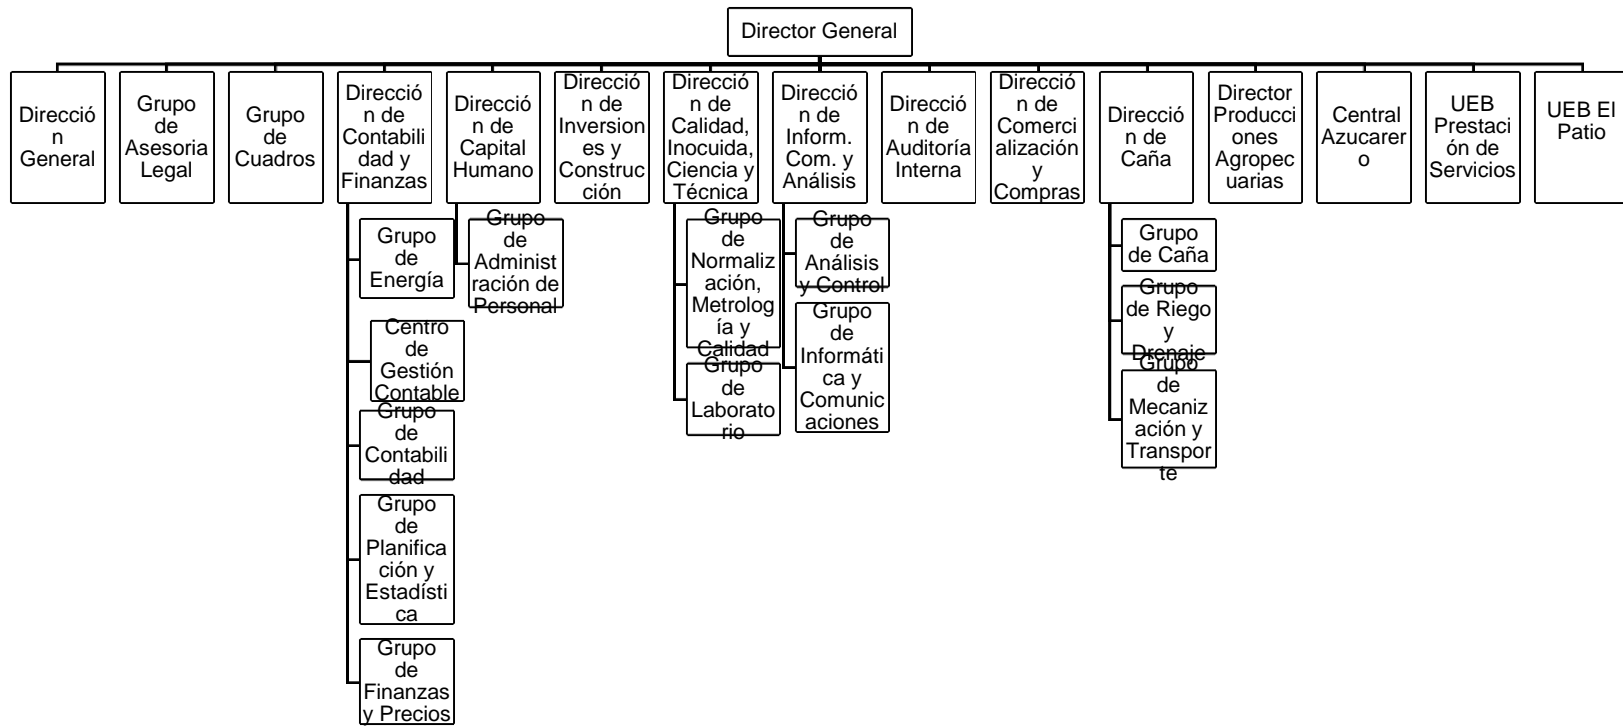 Director General
Direcció
n
General
Grupo
de
Asesoria
Legal
Grupo
de
Cuadros
Direcció
n de
Contabili
dad y
Finanzas
Direcció
n de
Capital
Humano
Direcció
n de
Inversion
es y
Construc
ción
Direcció
n de
Calidad,
Inocuida,
Ciencia y
Técnica
Direcció
n de
Inform.
Com. y
Análisis
Direcció
n de
Auditoría
Interna
Direcció
n de
Comerci
alización
y
Compras
Direcció
n de
Caña
Director
Producci
ones
Agropec
uarias
Central
Azucarer
o
UEB
Prestaci
ón de
Servicios
UEB El
Patio
Grupo
de
Energía
Centro
de
Gestión
Contable
Grupo
de
Contabili
dad
Grupo
de
Planifica
ción y
Estadísti
ca
Grupo
de
Finanzas
y Precios
Grupo
de
Administ
ración de
Personal
Grupo
de
Normaliz
ación,
Metrolog
ía y
Calidad
Grupo
de
Laborato
rio
Grupo
de
Análisis
y Control
Grupo
de
Informáti
ca y
Comunic
aciones
Grupo
de Caña
Grupo
de Riego
y
Drenaje
Grupo
de
Mecaniz
ación y
Transpor
te